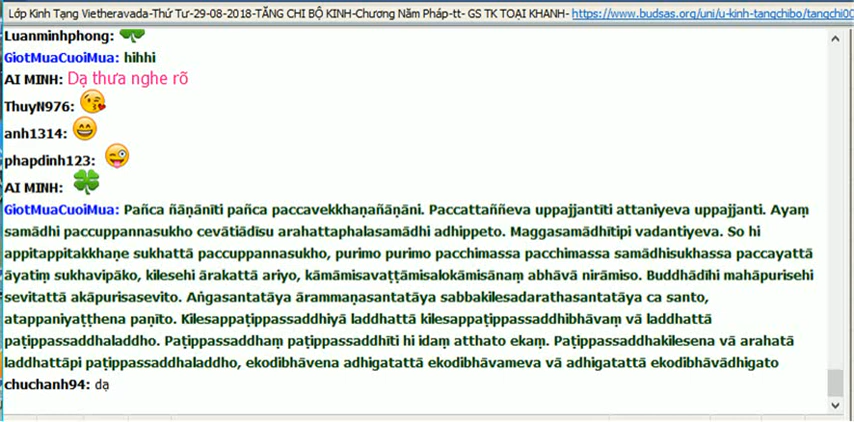 Lớp Kinh Tạng Vietheravada-Thứ Tư-29-08-2018-TĂNG CHI BỘ KINH-Chương Năm Pháp-tt- GS TK TOẠI KHANH- https://www.budsas.org/uni/u-kinh-tangchibo/tangchi00
Luanminhphong:
GiotMuaCuoiMua: hihhi
AI MINH: Dạ thưa nghe rõ
ThuyN976:
anh1314:
phapdinh123:
AI MINH:
GiotMuaCuoiMua: Pañca ñāṇānīti pañca paccavekkhaṇañāṇāni. Paccattaññeva uppajjantīti attaniyeva uppajjanti. Ayaṃ
samādhi paccuppannasukho cevātiādīsu arahattaphalasamādhi adhippeto. Maggasamādhītipi vadantiyeva. So hi
appitappitakkhaṇe sukhattā paccuppannasukho, purimo purimo pacchimassa pacchimassa samādhisukhassa paccayattā
āyatiṃ sukhavipāko, kilesehi ārakattā ariyo, kāmāmisavaṭṭāmisalokāmisānaṃ abhāvā nirāmiso. Buddhādīhi mahāpurisehi
sevitattā akāpurisasevito. Aṅgasantatāya ārammaṇasantatāya sabbakilesadarathasantatāya ca santo,
atappaniyaṭṭhena paṇīto. Kilesappaṭippassaddhiyā laddhattā kilesappaṭippassaddhibhāvaṃ vā laddhattā
paṭippassaddhaladdho. Paṭippassaddhaṃ paṭippassaddhīti hi idaṃ atthato ekaṃ. Paṭippassaddhakilesena vā arahatā
laddhattāpi paṭippassaddhaladdho, ekodibhāvena adhigatattā ekodibhāvameva vā adhigatattā ekodibhāvādhigato
chuchanh94: dạ